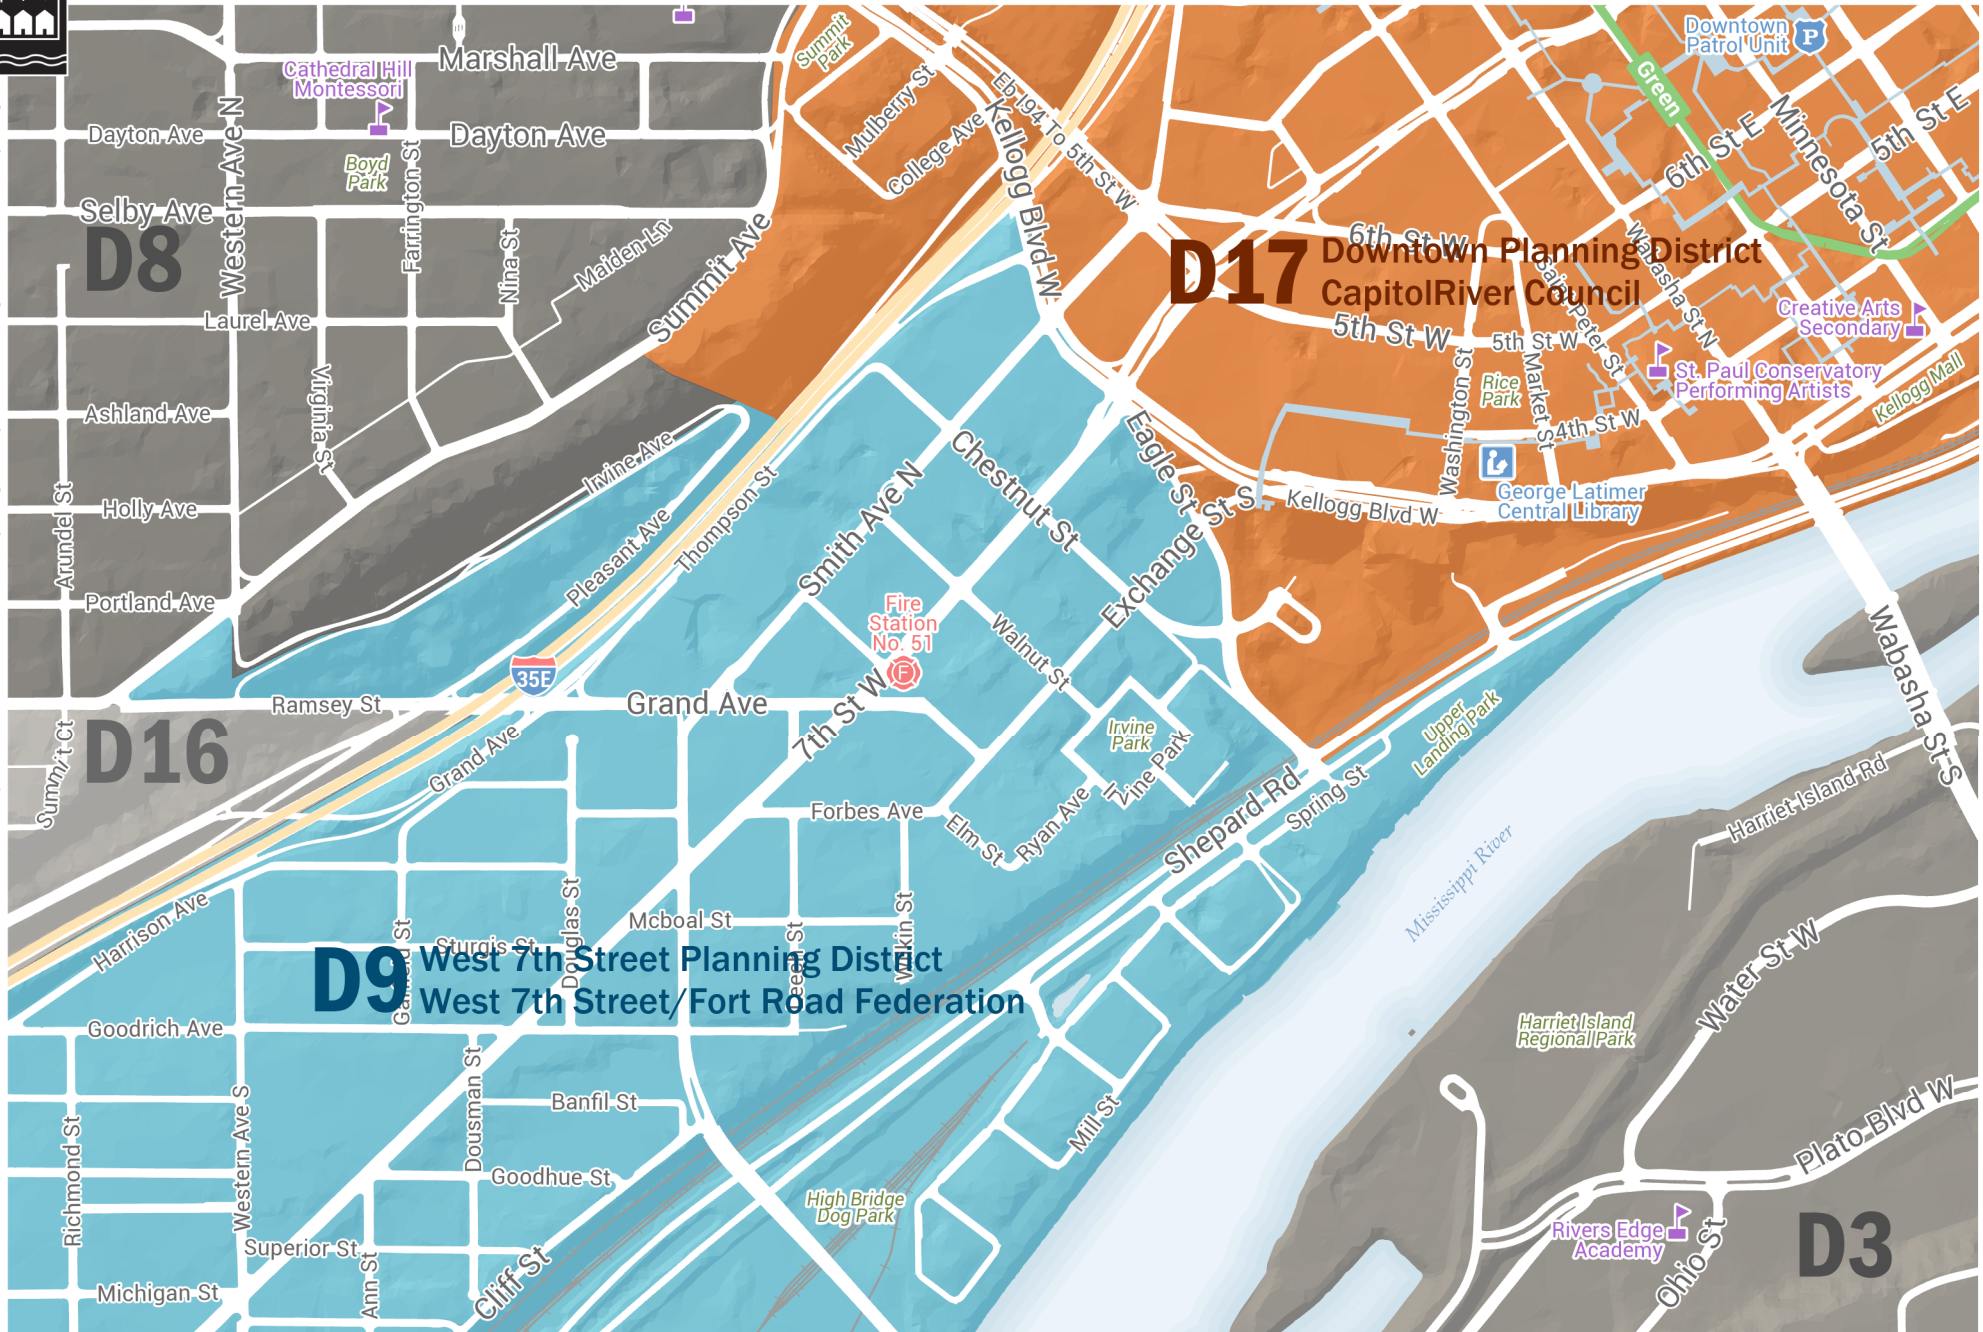 Summit
Park
Downtown
Patrol Unit
P
Marshall Ave
Cathedral Hill
Montessori
Green
Mulberry St
Eb I94 To 5th St W
Dayton Ave
Dayton Ave
Western Ave N
Boyd
Park
Farrington St
College Ave
Kellogg Blvd W
6th St E
Minnesota St
5th St E
Selby Ave
D8
Nina St
Maiden Ln
Summit Ave
6th St W
D17
Downtown Planning District
CapitolRiver Council
Wabasha St N
Saint Peter St
Creative Arts
Secondary
Laurel Ave
5th St W
5th St W
St. Paul Conservatory
Performing Artists
Kellogg Mall
Virginia St
Rice
Park
Market St
Washington St
4th St W
Ashland Ave
Irvine Ave
Chestnut St
Eagle St
Smith Ave N
Thompson St
Pleasant Ave
Exchange St S
Kellogg Blvd W
George Latimer
Central Library
Holly Ave
Arundel St
Portland Ave
Fire
Station
No. 51
F
Walnut St
Wabasha St S
35E
Ramsey St
Grand Ave
7th St W
Irvine
Park
Irvine Park
Upper
Landing Park
D16
Summit Ct
Grand Ave
Shepard Rd
Spring St
Harriet Island Rd
Forbes Ave
Elm St
Ryan Ave
Mississippi River
Harrison Ave
Garfield St
Sturgis St
Douglas St
Mcboal St
Wilkin St
D9
West 7th Street Planning District
West 7th Street/Fort Road Federation
Water St W
Goodrich Ave
Harriet Island
Regional Park
Dousman St
Banfil St
Mill St
Plato Blvd W
Richmond St
Western Ave S
Goodhue St
High Bridge
Dog Park
Rivers Edge
Academy
Ohio St
D3
Superior St
Ann St
Cliff St
Michigan St